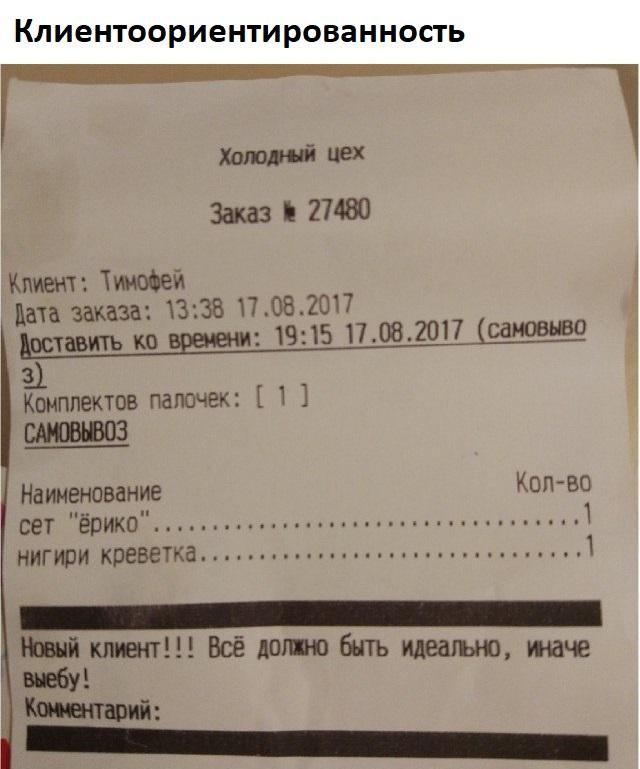 Клиентоориентированность
Холодный цех
Заказ № 27480
Клиент: Тимофей
Дата заказа: 13:38 17.08.2017
Доставить ко времени: 19:15 17.08.2017 (самовыво
з)
Комплектов палочек: [ 1 ]
САМОВЫВОЗ
Наименование Кол-во
сет "ёрико".......................................1
нигири креветка...................................1
Новый клиент!!! Всё должно быть идеально, иначе
выебу!
Комментарий: